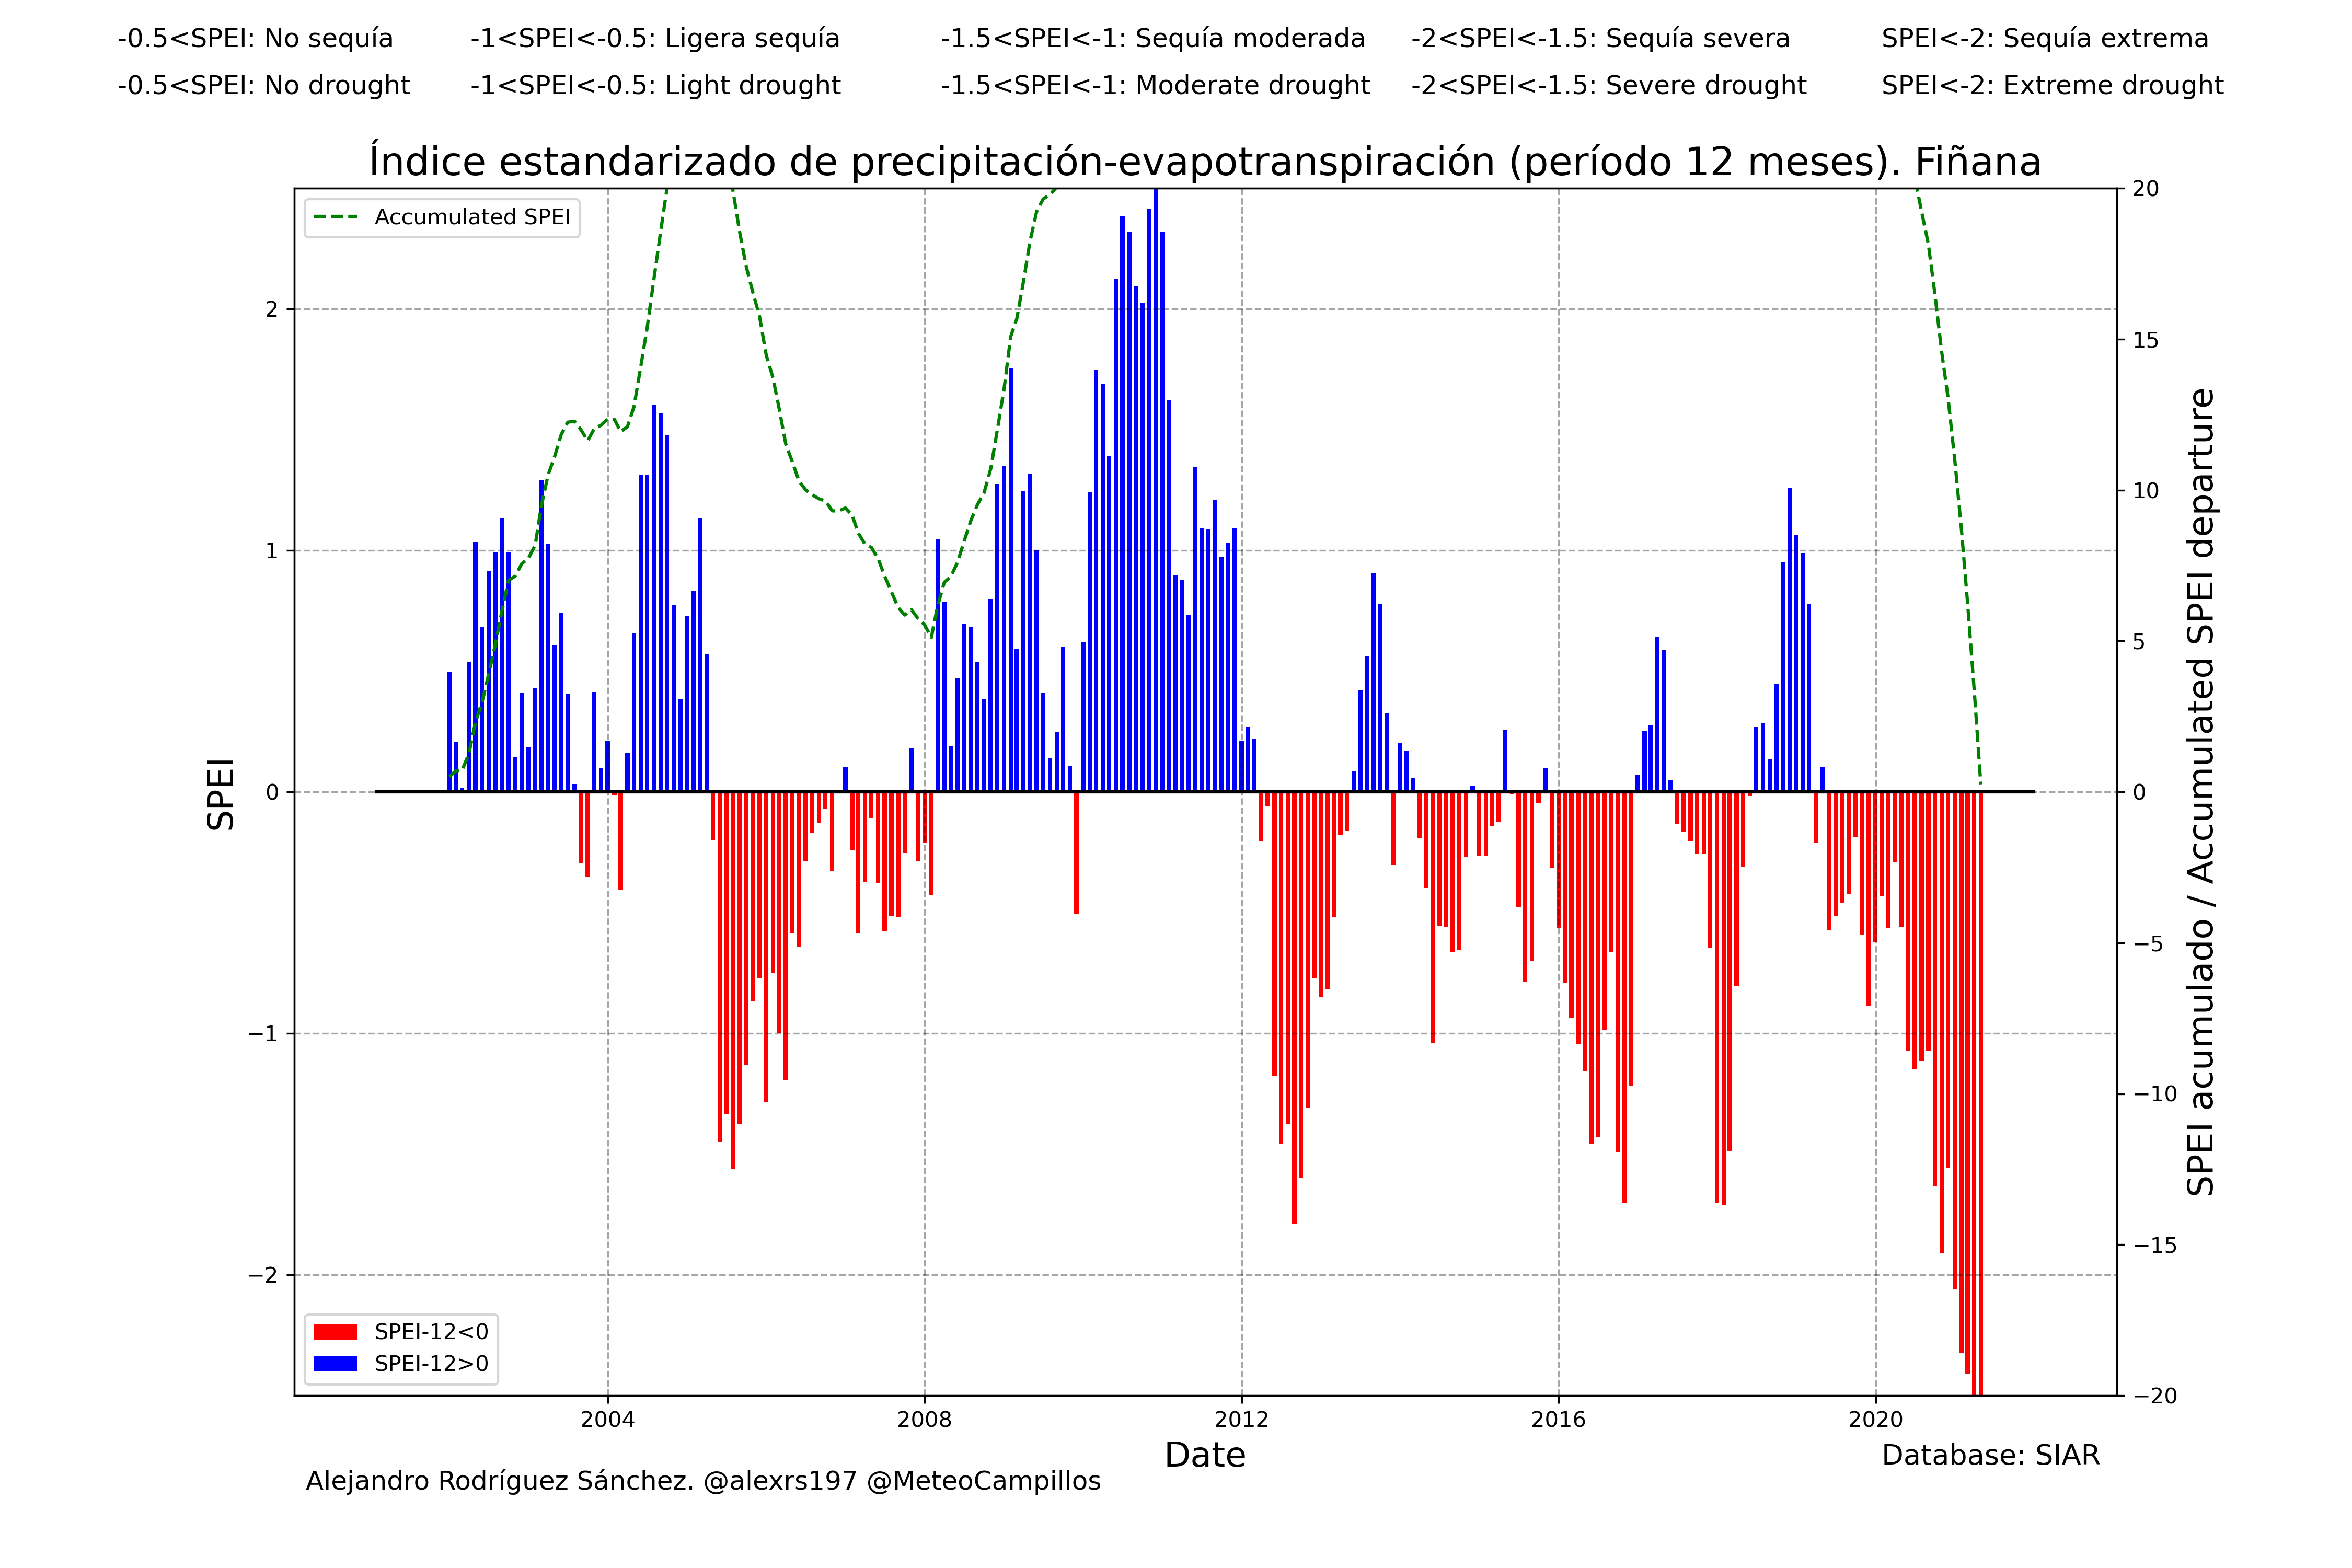 -0.5<SPEI: No sequía -1<SPEI<-0.5: Ligera sequía -1.5<SPEI<-1: Sequía moderada -2<SPEI<-1.5: Sequía severa SPEI<-2: Sequía extrema
-0.5<SPEI: No drought -1<SPEI<-0.5: Light drought -1.5<SPEI<-1: Moderate drought -2<SPEI<-1.5: Severe drought SPEI<-2: Extreme drought
Índice estandarizado de precipitación-evapotranspiración (período 12 meses). Fiñana
Accumulated SPEI
SPEI
2
1
0
−1
−2
20
15
10
5
0
−5
−10
−15
−20
SPEI acumulado / Accumulated SPEI departure
SPEI-12<0
SPEI-12>0
2004 2008 2012 2016 2020
Date
Database: SIAR
Alejandro Rodríguez Sánchez. @alexrs197 @MeteoCampillos